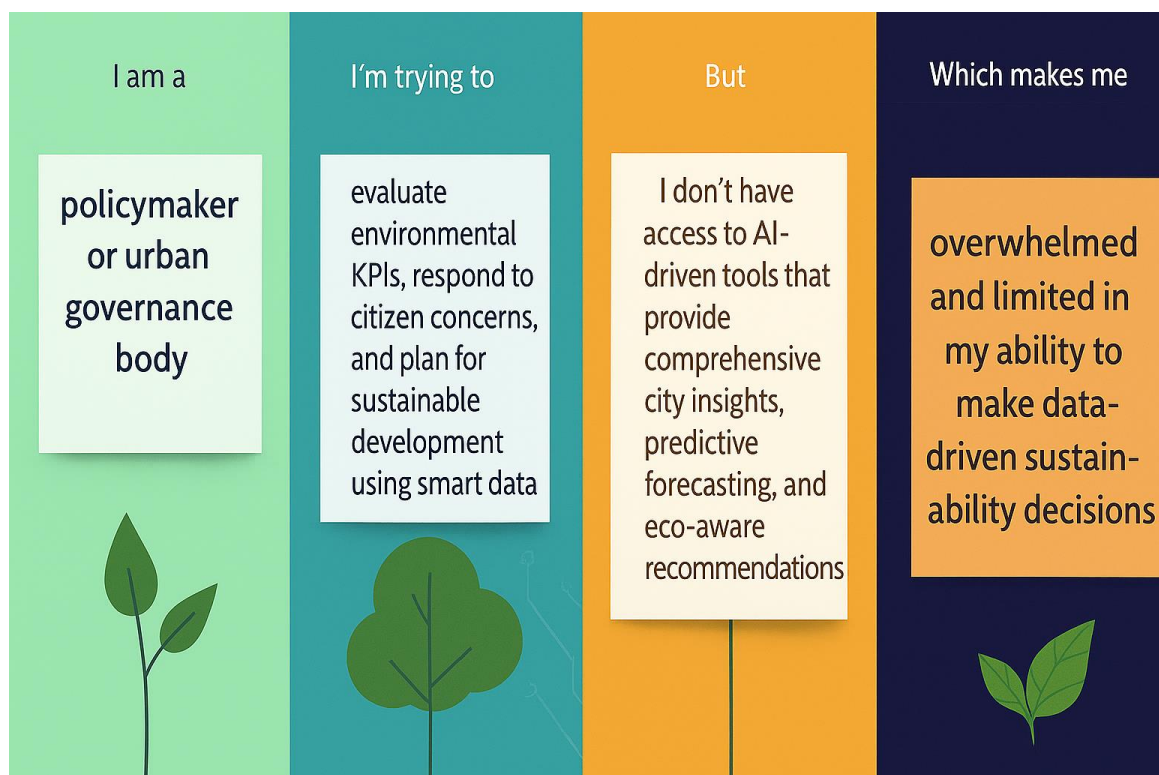 I am a
policymaker
or urban
governance
body
I'm trying to
evaluate
environmental
KPIs, respond to
citizen concerns,
and plan for
sustainable
development
using smart data
But
I don't have
access to AI-
driven tools that
provide
comprehensive
city insights,
predictive
forecasting, and
eco-aware
recommendations
Which makes me
overwhelmed
and limited in
my ability to
make data-
driven sustain-
ability decisions